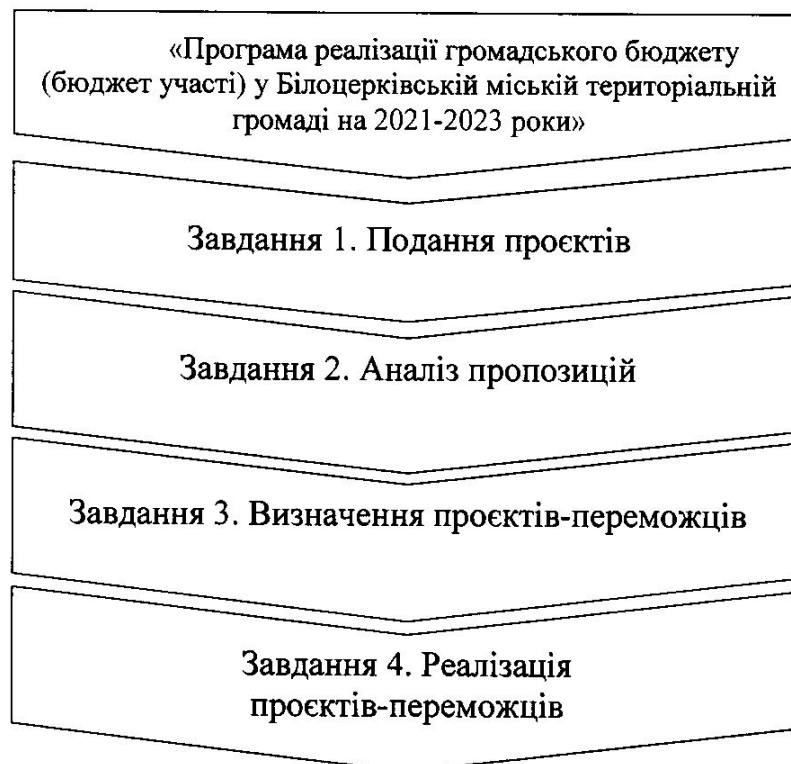 «Програма реалізації громадського бюджету
(бюджет участі) у Білоцерківській міській територіальній
громаді на 2021-2023 роки»
Завдання 1. Подання проєктів
Завдання 2. Аналіз пропозицій
Завдання 3. Визначення проєктів-переможців
Завдання 4. Реалізація
проєктів-переможців